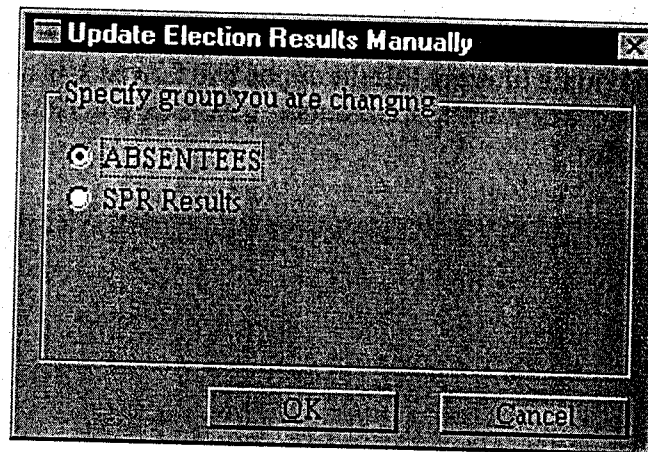 Update Election Results Manually
Specify group you are changing
ABSENTEES
SPR Results
OK
Cancel